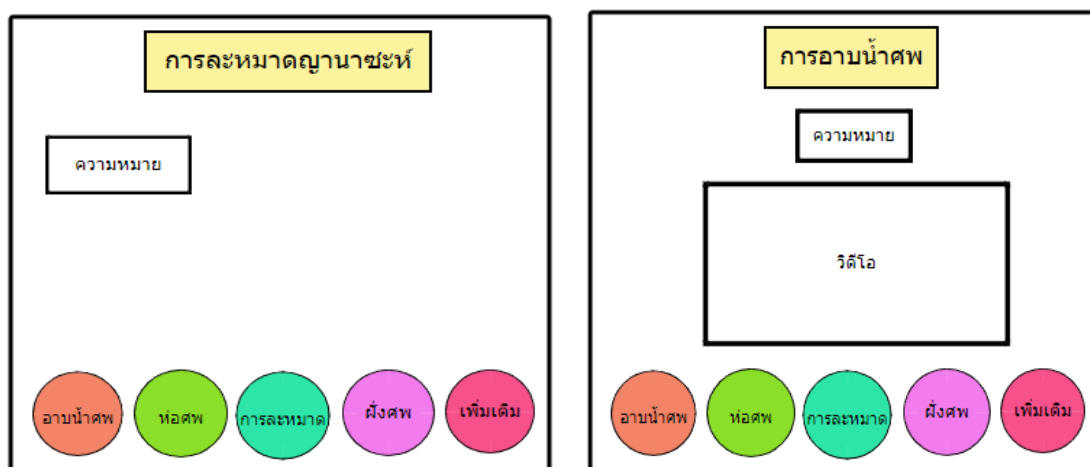 การละหมาดญานาซะห์
ความหมาย
อาบน้ำศพ
ห่อศพ
การละหมาด
ฝั่งศพ
เพิ่มเติม
การอาบน้ำศพ
ความหมาย
วิดีโอ
อาบน้ำศพ
ห่อศพ
การละหมาด
ฝั่งศพ
เพิ่มเติม